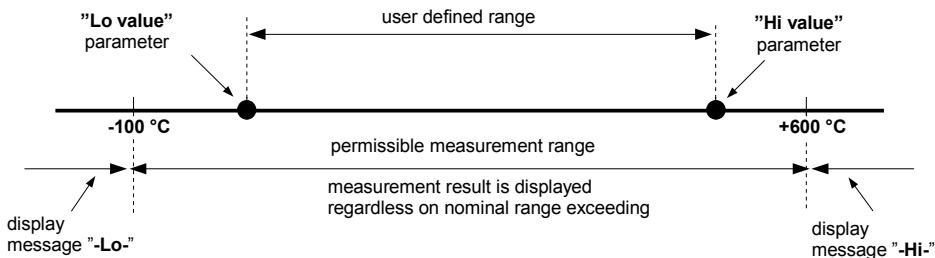 ”Lo value”
parameter
user defined range
”Hi value”
parameter
-100 °C
+600 °C
permissible measurement range
measurement result is displayed
regardless on nominal range exceeding
display
message ”-Lo-”
display
message ”-Hi-”